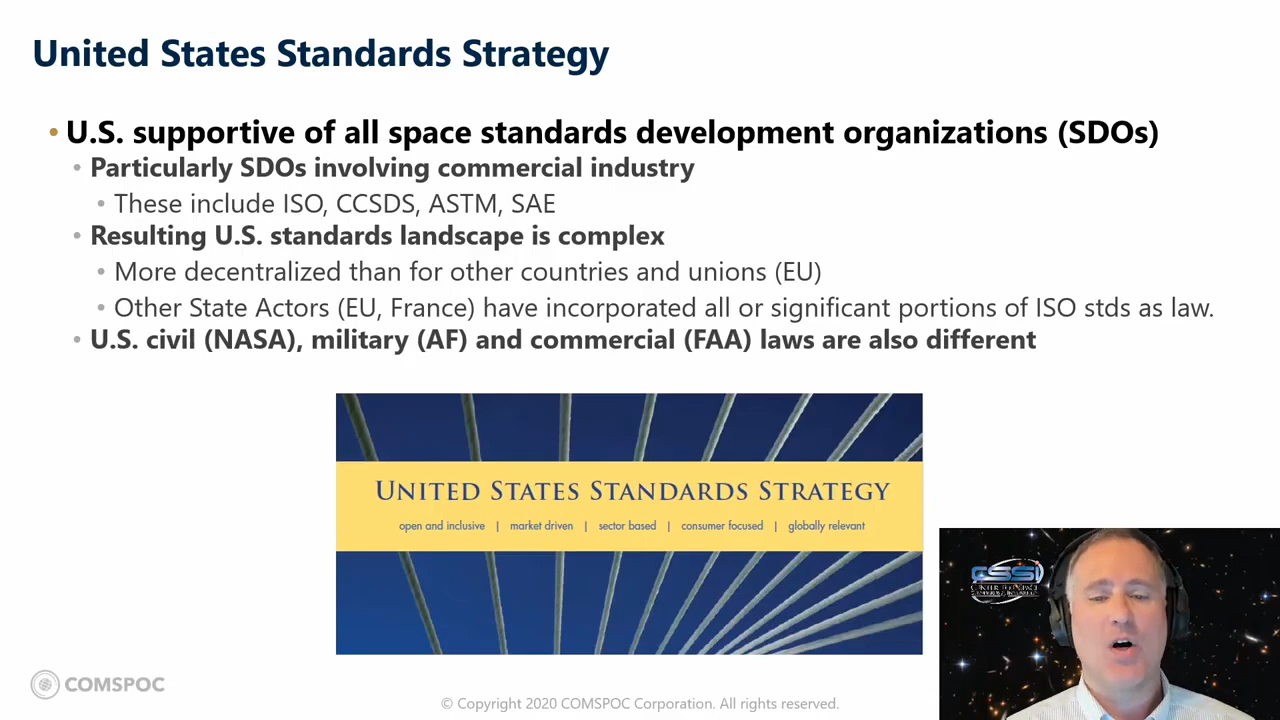 United States Standards Strategy
• U.S. supportive of all space standards development organizations (SDOs)
• Particularly SDOs involving commercial industry
• These include ISO, CCSDS, ASTM, SAE
• Resulting U.S. standards landscape is complex
• More decentralized than for other countries and unions (EU)
• Other State Actors (EU, France) have incorporated all or significant portions of ISO stds as law.
• U.S. civil (NASA), military (AF) and commercial (FAA) laws are also different
UNITED STATES STANDARDS STRATEGY
open and inclusive | market driven | sector based | consumer focused | globally relevant
CSSI
COMSPOC
© Copyright 2020 COMSPOC Corporation. All rights reserved.